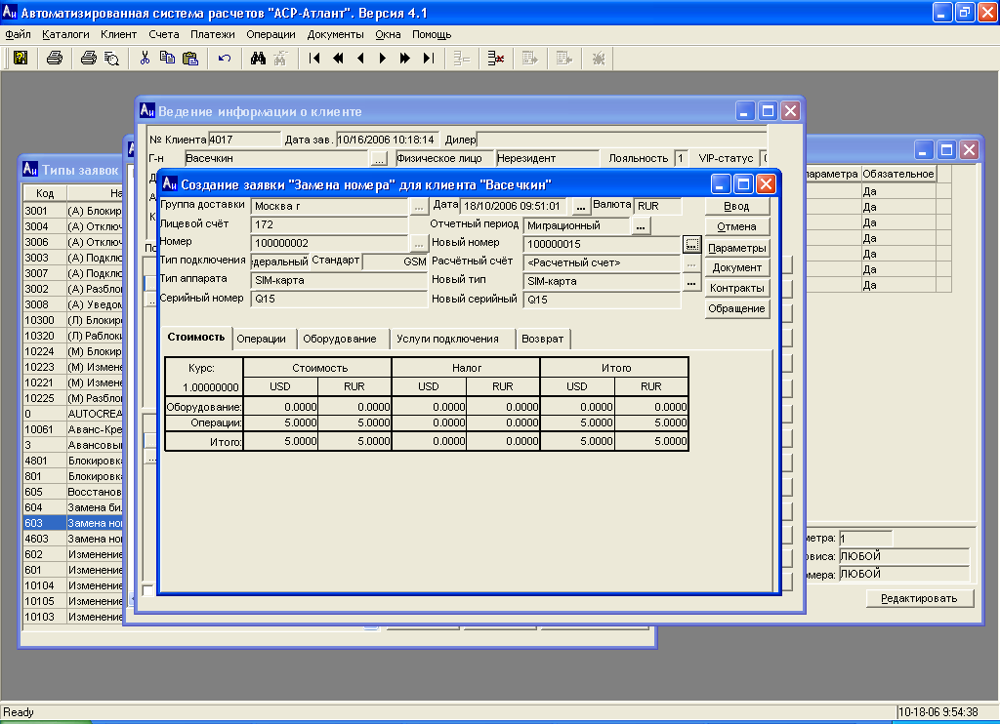 Автоматизированная система расчетов "АСР-Атлант". Версия 4.1
Файл Каталоги Клиент Счета Платежи Операции Документы Окна Помощь
Ведение информации о клиенте
№ Клиента 4017 Дата зав. 10/16/2006 10:18:14 Дилер
Г-н Васечкин ... Физическое лицо Нерезидент Лояльность 1 VIP-статус
Типы заявок
Код На
3001 (А) Блокир
3004 (А) Отключ
3006 (А) Отключ
3003 (А) Подклю
3007 (А) Подклю
3002 (А) Разбло
3008 (А) Уведом
10300 (Л) Блокир
10320 (Л) Раблоки
10224 (М) Блокир
10223 (М) Измене
10221 (М) Измене
10225 (М) Разбло
0 AUTOCREA
10061 Аванс-Кре
3 Авансовы
4801 Блокировка
801 Блокировка
605 Восстанов
604 Замена би
603 Замена но
4603 Замена но
602 Изменение
601 Изменение
10104 Изменение
10105 Изменение
10103 Изменение
Создание заявки "Замена номера" для клиента "Васечкин"
Группа доставки Москва г ... Дата 18/10/2006 09:51:01 ... Валюта RUR Ввод
Лицевой счёт 172 Отчетный период Миграционный ... Отмена
Номер 100000002 ... Новый номер 100000015 ... Параметры
Тип подключения едеральный Стандарт GSM Расчётный счёт <Расчетный счет> ... Документ
Тип аппарата SIM-карта Новый тип SIM-карта ... Контракты
Серийный номер Q15 Новый серийный Q15 Обращение
Стоимость Операции Оборудование Услуги подключения Возврат
Курс: Стоимость Налог Итого
1.00000000 USD RUR USD RUR USD RUR
Оборудование: 0.0000 0.0000 0.0000 0.0000 0.0000 0.0000
Операции: 5.0000 5.0000 0.0000 0.0000 5.0000 5.0000
Итого: 5.0000 5.0000 0.0000 0.0000 5.0000 5.0000
параметра Обязательное
Да
Да
Да
Да
Да
Да
Да
метра: 1
рвиса: ЛЮБОЙ
омера: ЛЮБОЙ
Редактировать
Ready 10-18-06 9:54:38